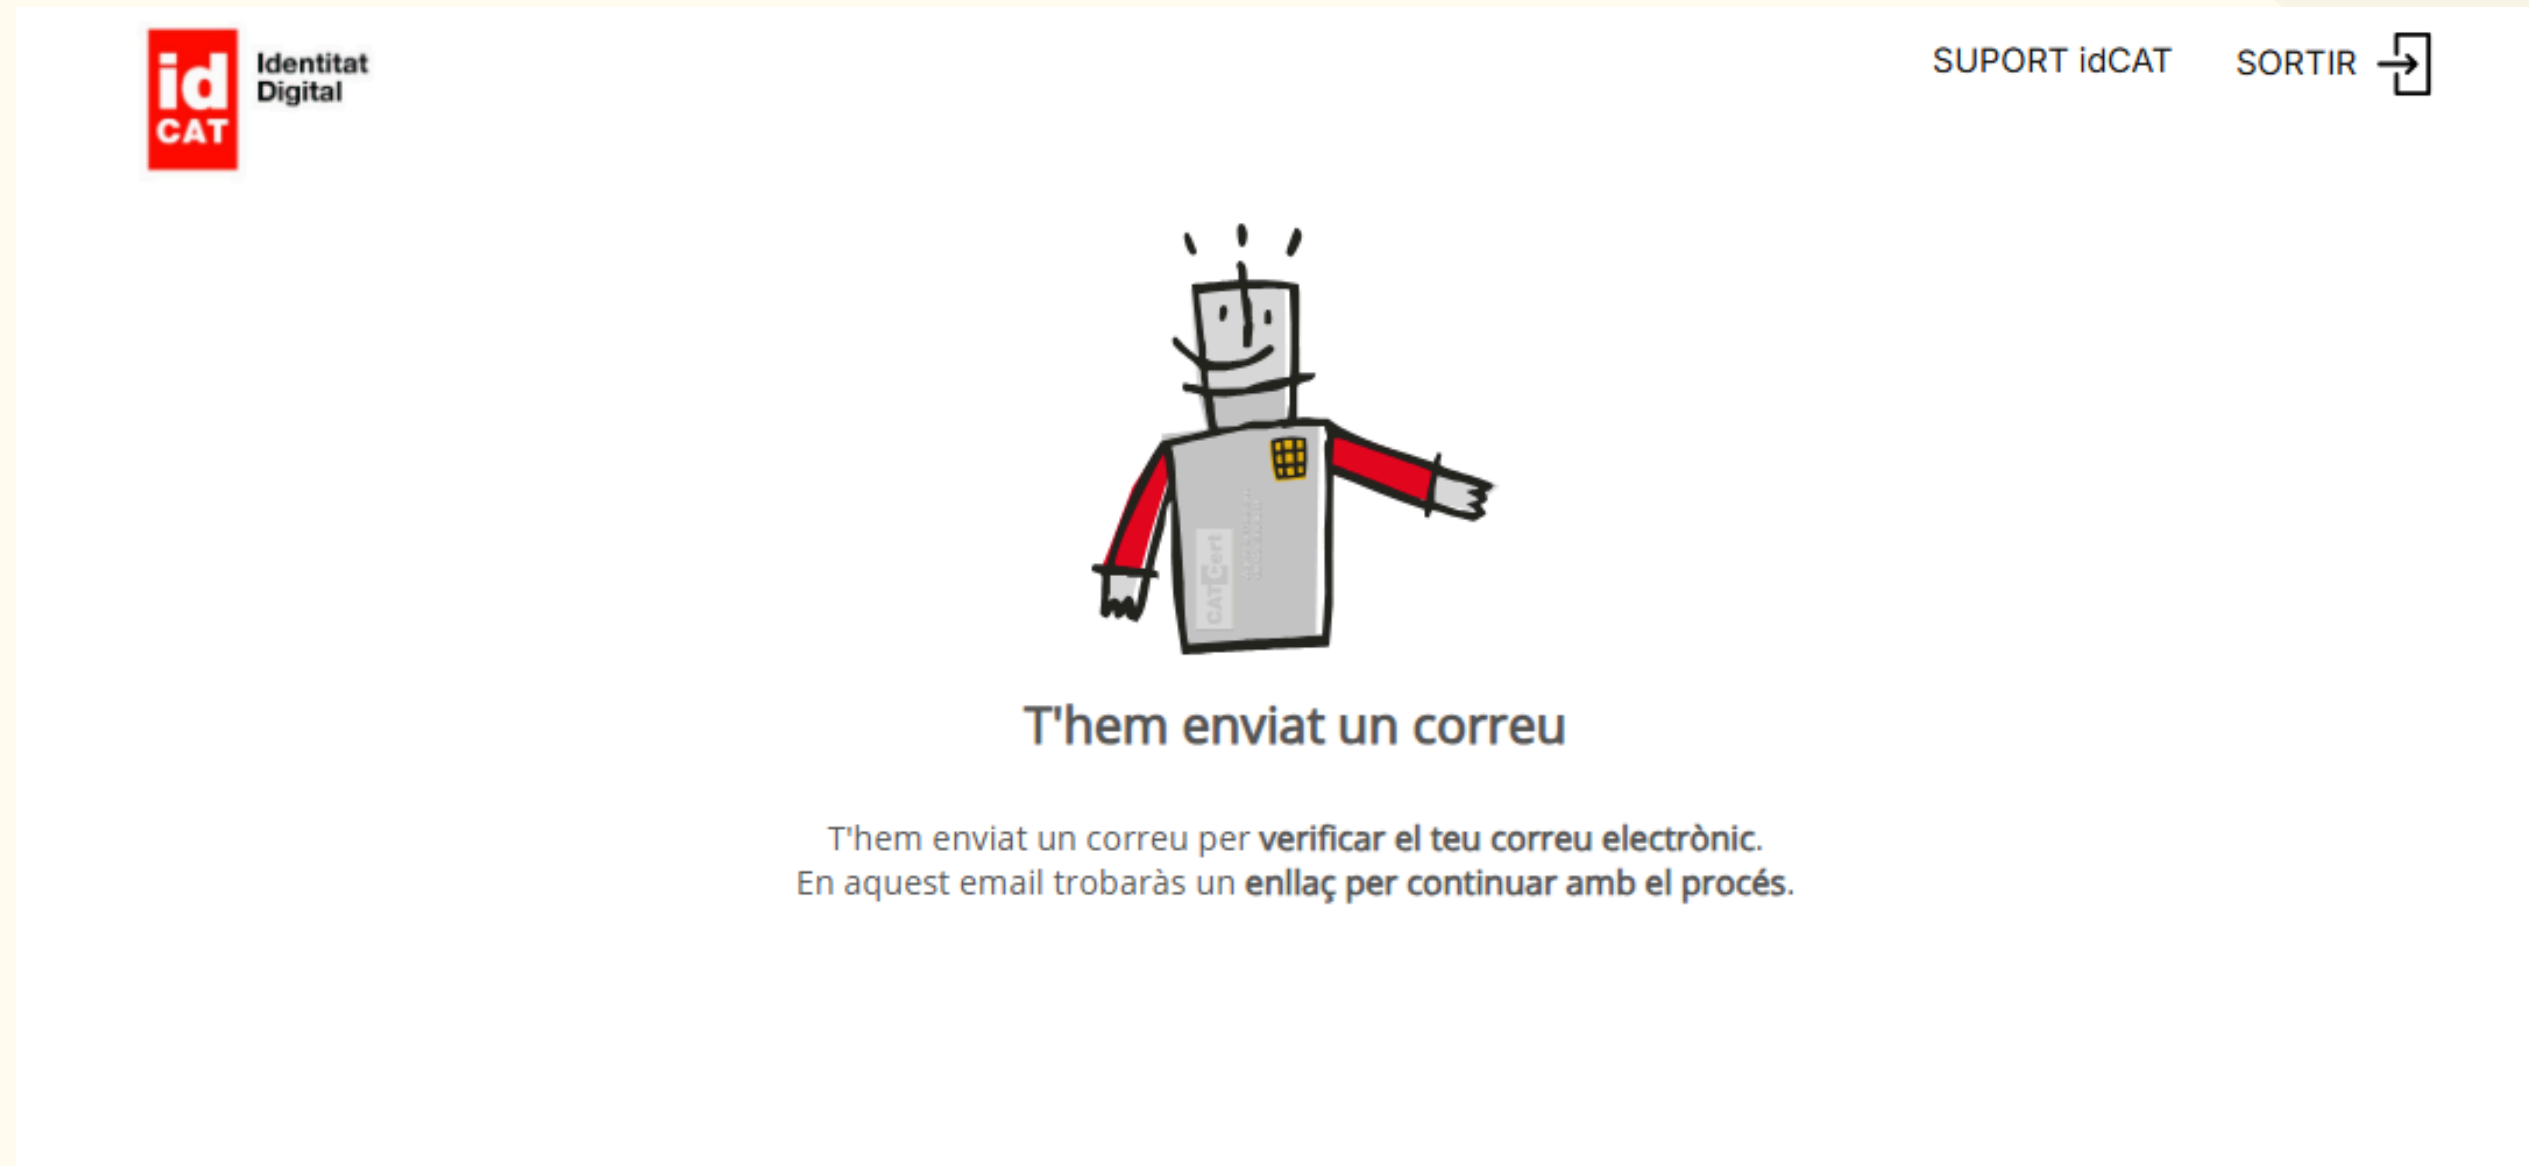 id
CAT
Identitat
Digital
SUPORT idCAT
SORTIR
CATCert
T'hem enviat un correu
T'hem enviat un correu per verificar el teu correu electrònic.
En aquest email trobaràs un enllaç per continuar amb el procés.